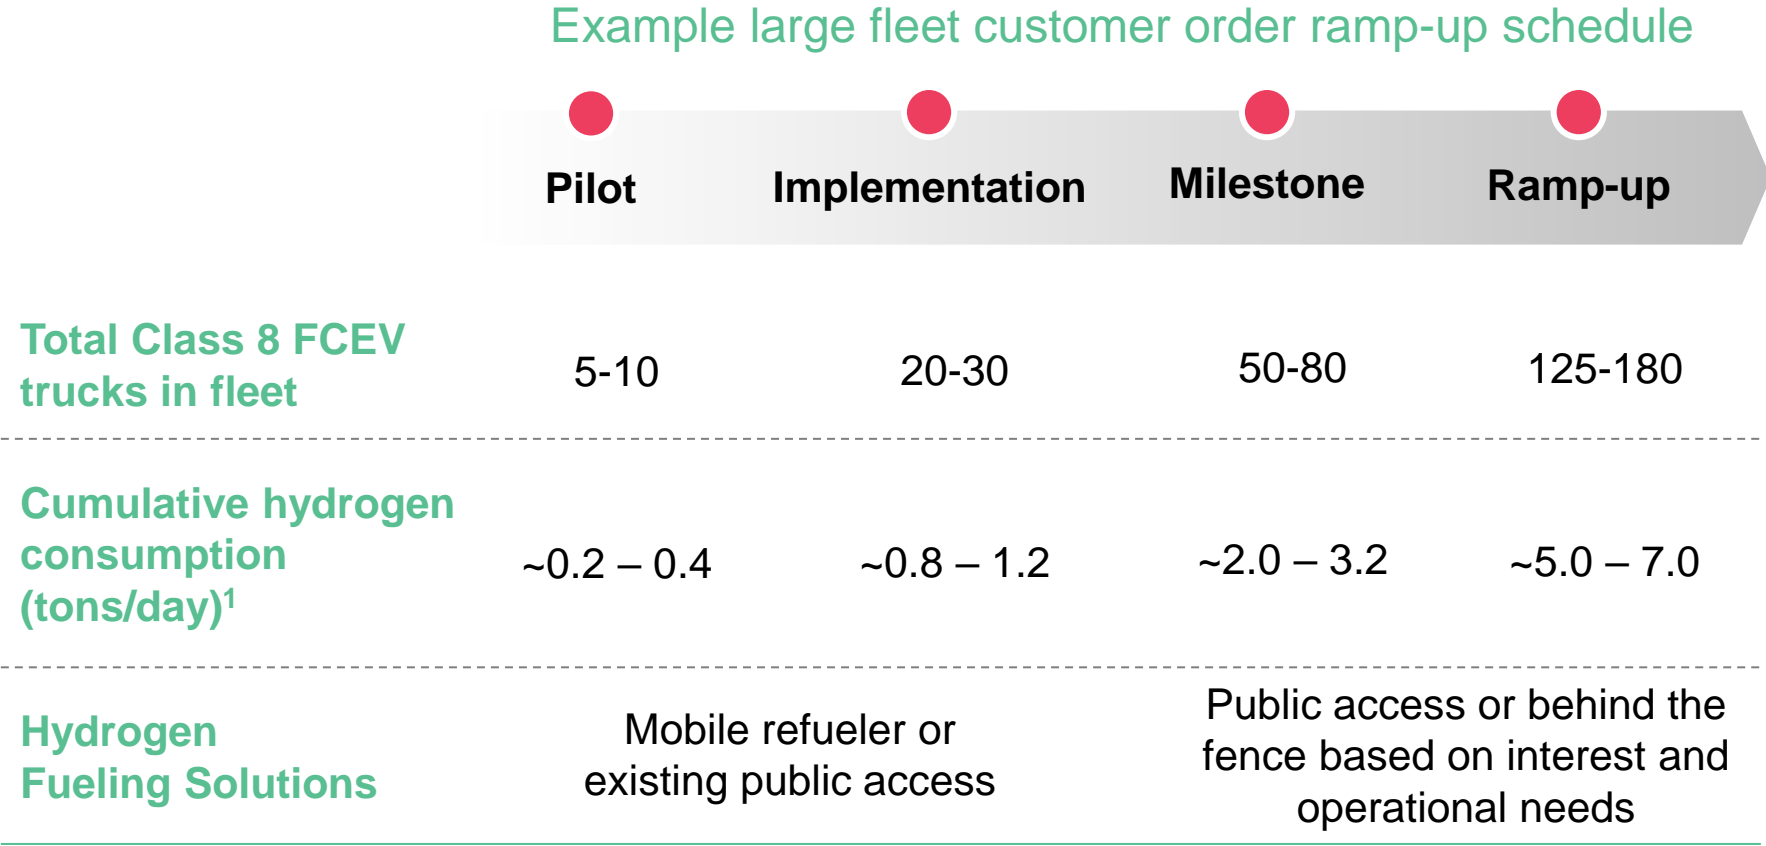 Example large fleet customer order ramp-up schedule
Pilot
Implementation
Milestone
Ramp-up
Total Class 8 FCEV
trucks in fleet
5-10
20-30
50-80
125-180
Cumulative hydrogen
consumption
(tons/day)¹
~0.2 – 0.4
~0.8 – 1.2
~2.0 – 3.2
~5.0 – 7.0
Hydrogen
Fueling Solutions
Mobile refueler or
existing public access
Public access or behind the
fence based on interest and
operational needs